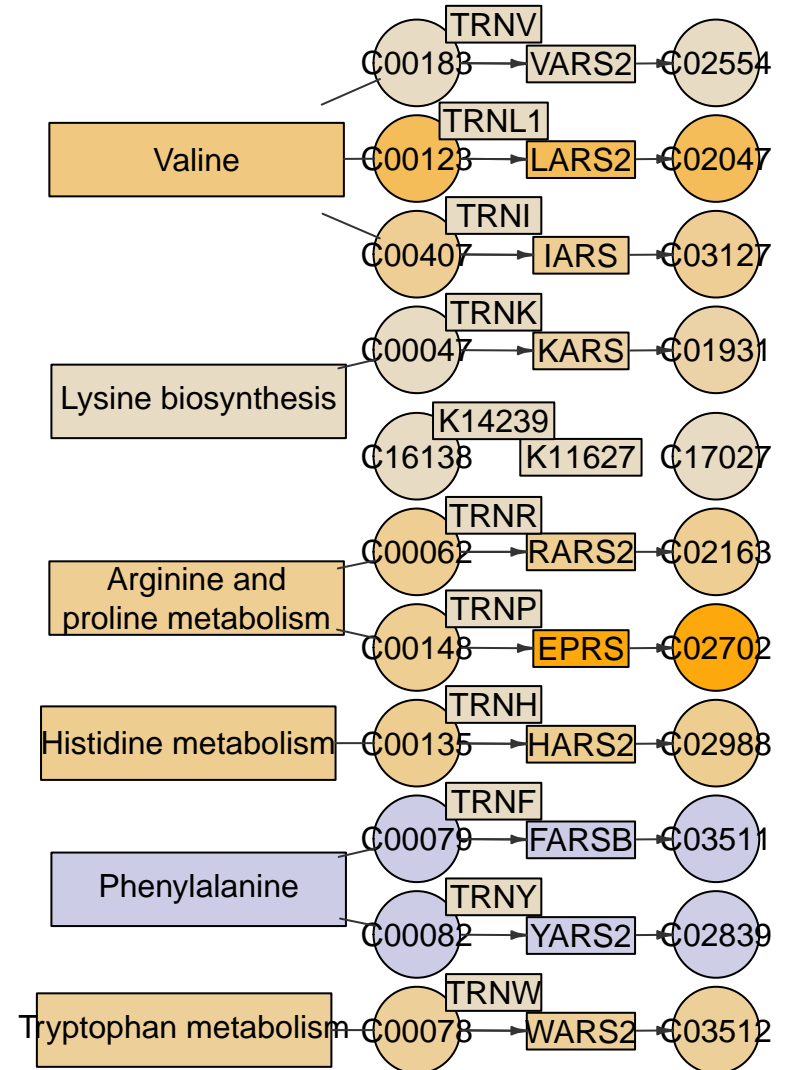 TRNV
C00183 VARS2 C02554
TRNL1
Valine C00123 LARS2 C02047
TRNI
C00407 IARS C03127
TRNK
C00047 KARS C01931
Lysine biosynthesis
K14239
C16138 K11627 C17027
TRNR
C00062 RARS2 C02163
Arginine and
proline metabolism
TRNP
C00148 EPRS C02702
TRNH
Histidine metabolism C00135 HARS2 C02988
TRNF
C00079 FARSB C03511
Phenylalanine
TRNY
C00082 YARS2 C02839
TRNW
Tryptophan metabolism C00078 WARS2 C03512